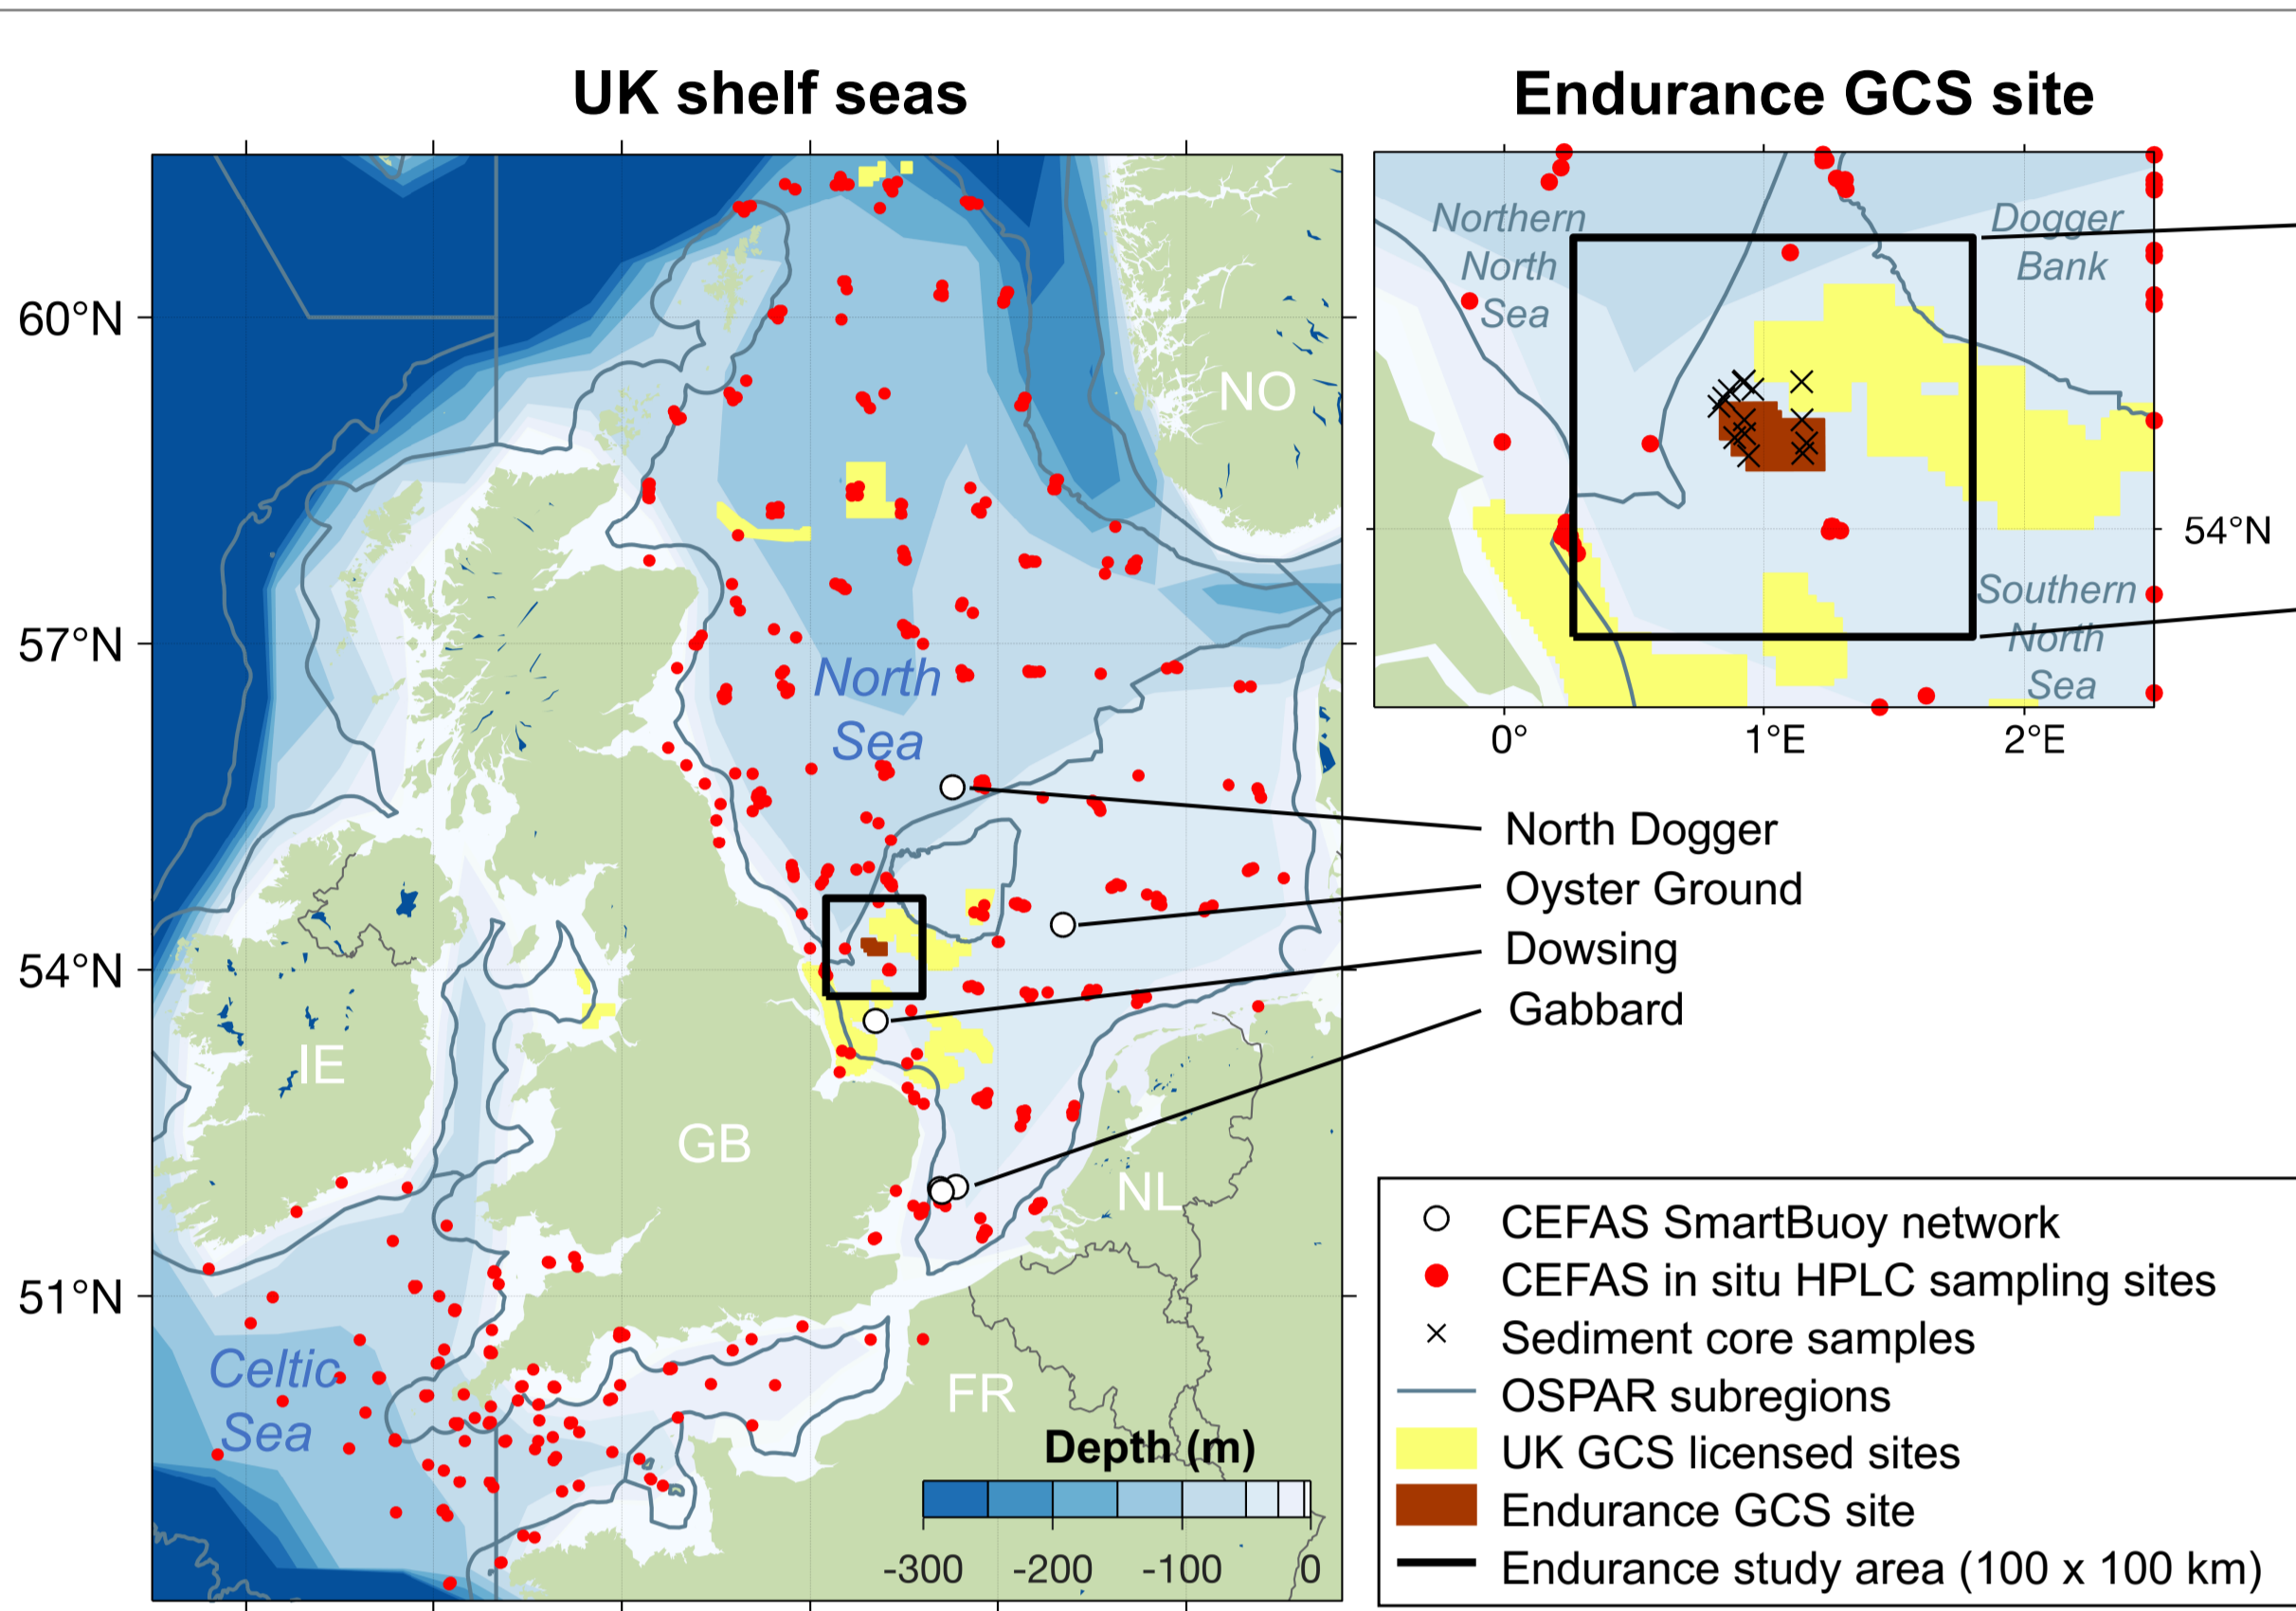 UK shelf seas
60°N
57°N
54°N
51°N
NO
North
Sea
IE
GB
NL
FR
Celtic
Sea
Depth (m)
-300 -200 -100 0
Endurance GCS site
Northern
North
Sea
Dogger
Bank
Southern
North
Sea
54°N
0° 1°E 2°E
North Dogger
Oyster Ground
Dowsing
Gabbard
CEFAS SmartBuoy network
CEFAS in situ HPLC sampling sites
Sediment core samples
OSPAR subregions
UK GCS licensed sites
Endurance GCS site
Endurance study area (100 x 100 km)